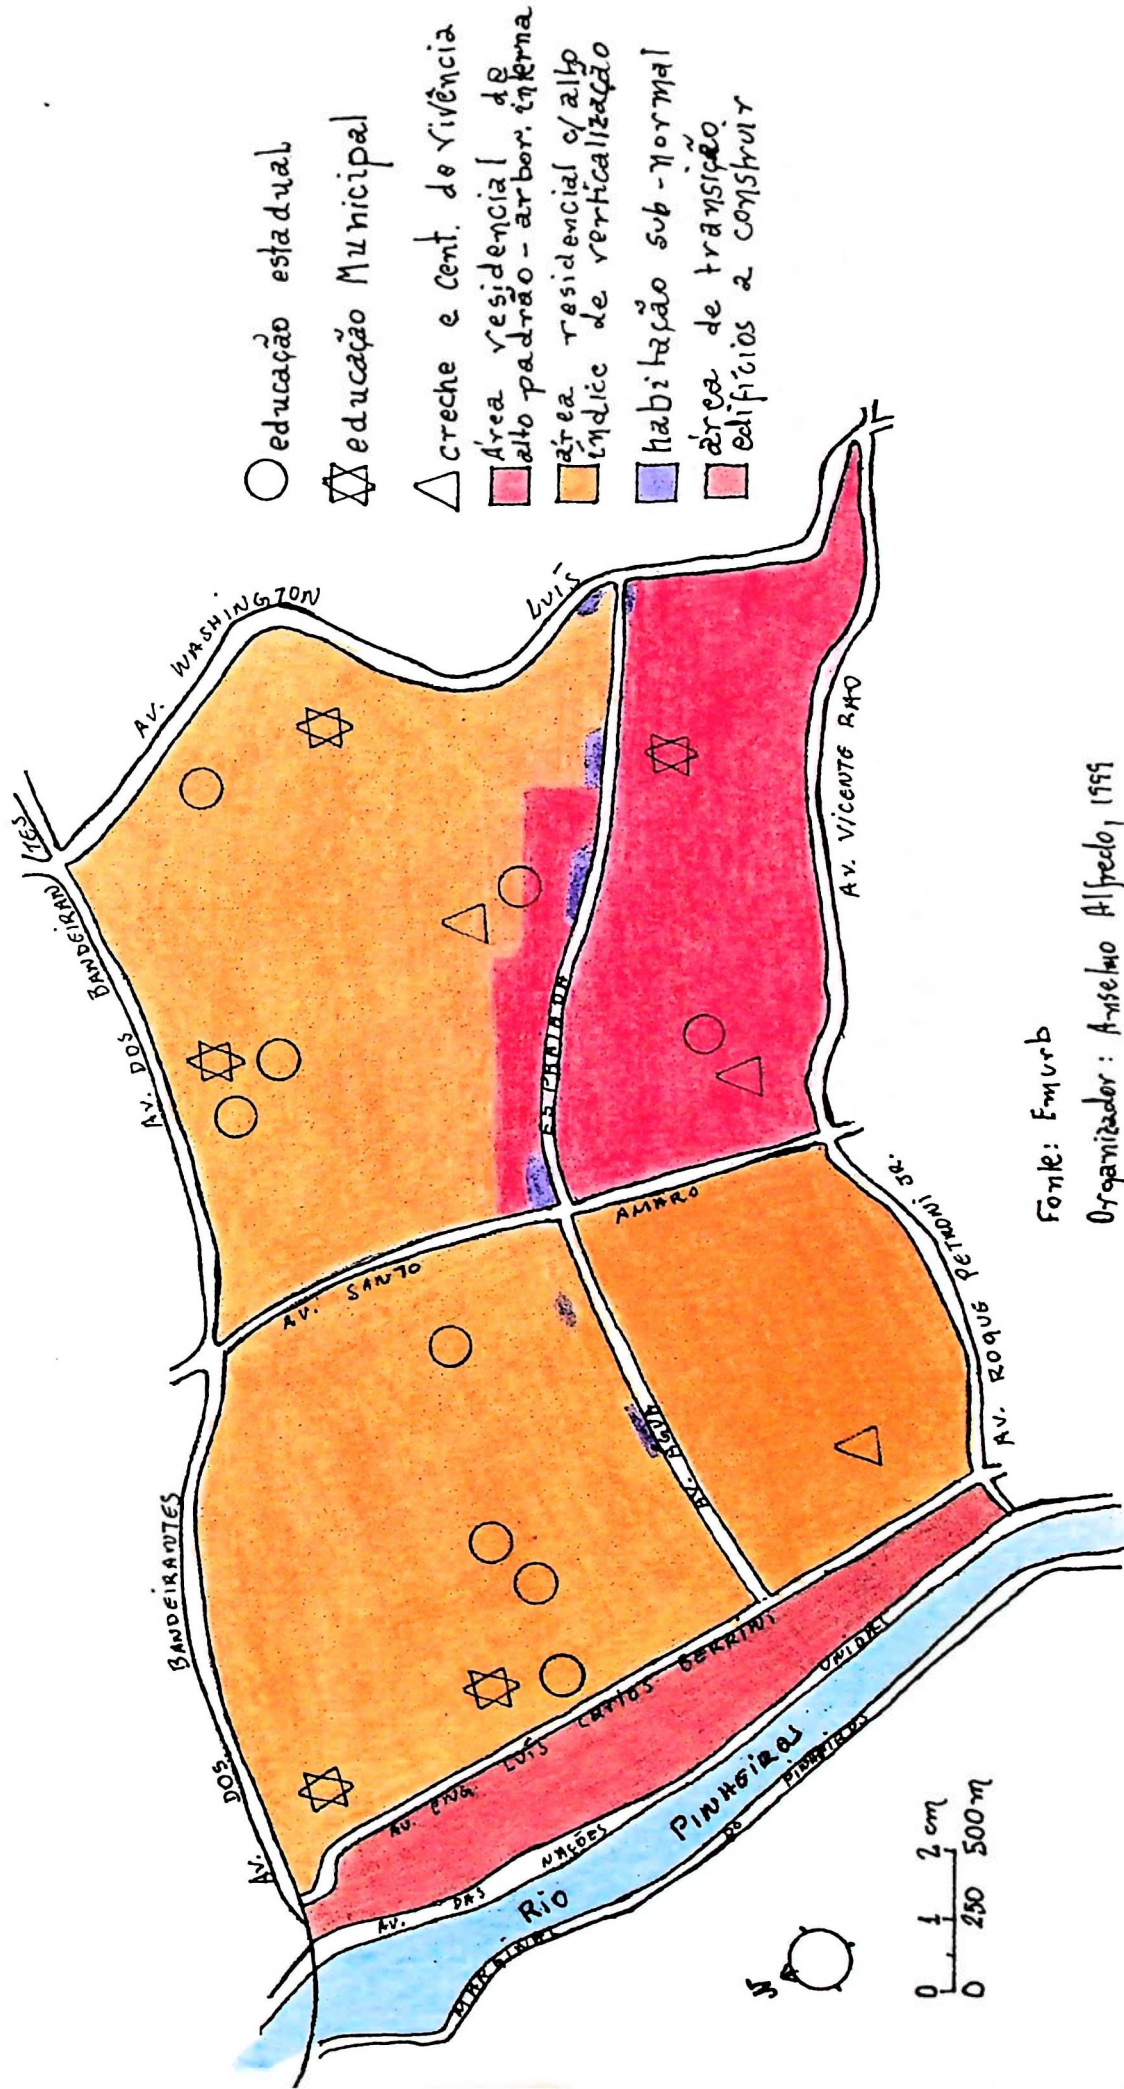 educação estadual
educação Municipal
creche e Cent. de vivência
Área residencial de
alto padrão - arbor. interna
área residencial c/ alto
índice de verticalização
habitação sub-normal
área de transição.
edifícios a construir
AV. DOS BANDEIRANTES
AV. DOS BANDEIRANTES
AV. WASHINGTON LUÍS
AV. SANTO AMARO
AV. AGUA ESPRAIADA
AV. VICENTE RAO
AV. ROQUE PETRONI JR.
AV. ENG. LUÍS CARLOS BERRINI
AV. DAS NAÇÕES UNIDAS
RIO PINHEIROS
MARGINAL DO PINHEIROS
0 1 2 cm
0 250 500 m
Fonte: Emurb
Organizador: Anselmo Alfredo, 1999